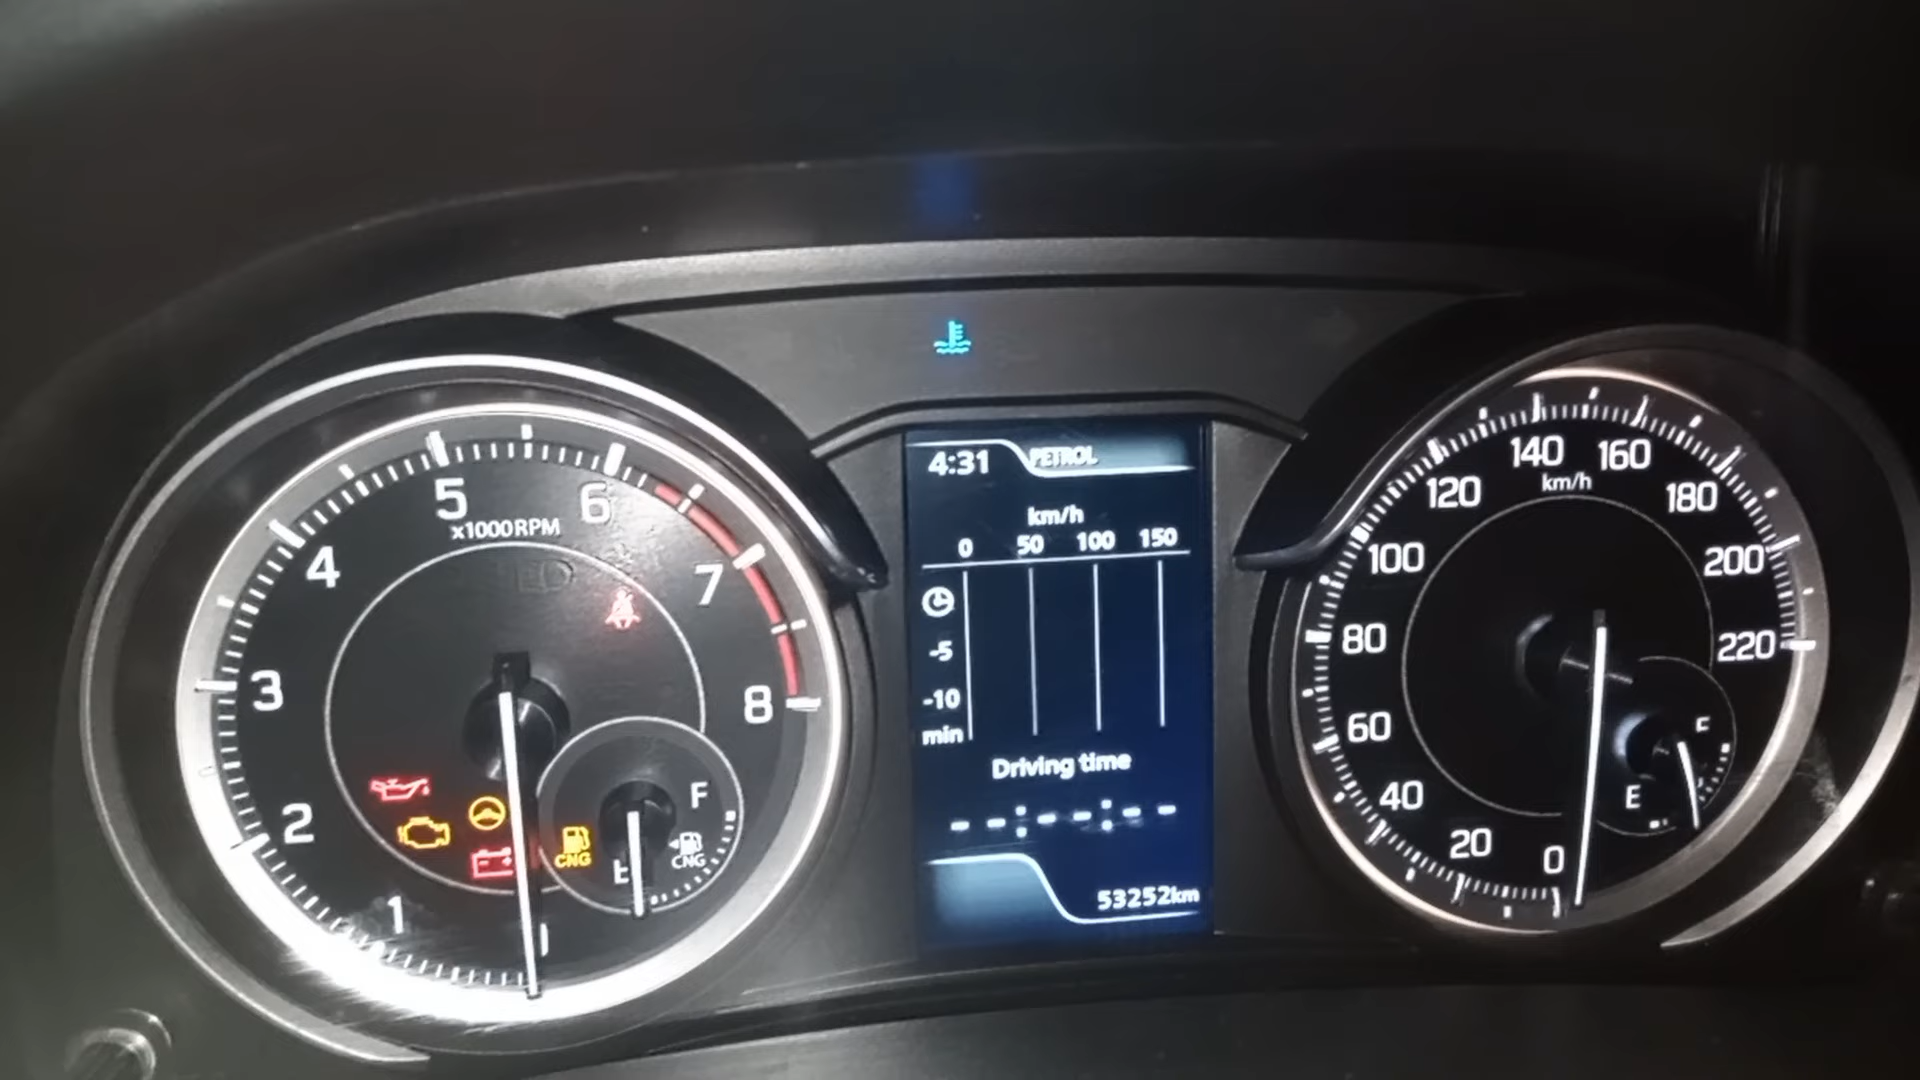 5
6
x1000RPM
4
7
3
8
2
1
F
E
CNG
CNG
4:31 PETROL
km/h
0 50 100 150
-5
-10
min
Driving time
-- : -- : --
53252km
140 160
km/h
120
180
100
200
80
220
60
40
20
0
F
E